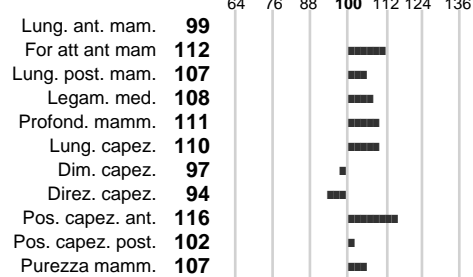 64 76 88 100 112 124 136
Lung. ant. mam. 99
For att ant mam 112
Lung. post. mam. 107
Legam. med. 108
Profond. mamm. 111
Lung. capez. 110
Dim. capez. 97
Direz. capez. 94
Pos. capez. ant. 116
Pos. capez. post. 102
Purezza mamm. 107